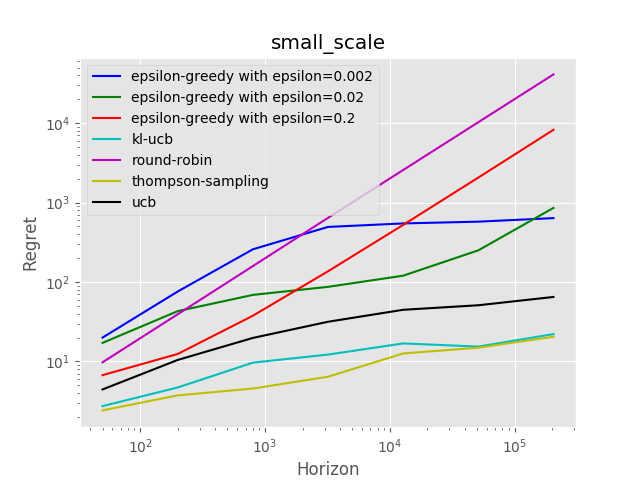 small_scale
epsilon-greedy with epsilon=0.002
epsilon-greedy with epsilon=0.02
epsilon-greedy with epsilon=0.2
kl-ucb
round-robin
thompson-sampling
ucb
Regret
10^4
10^3
10^2
10^1
10^2
10^3
10^4
10^5
Horizon